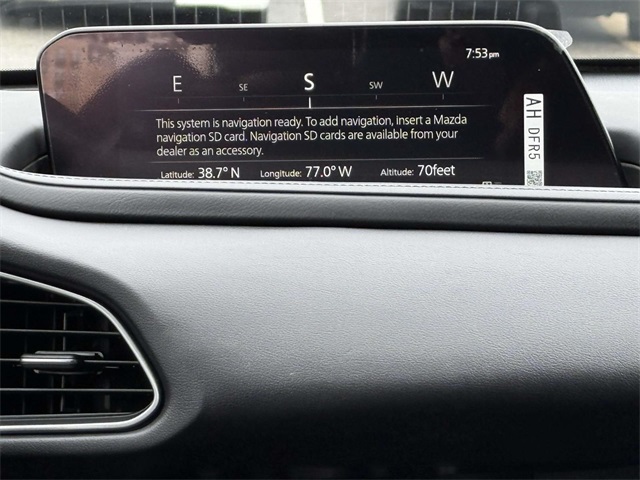 7:53pm
E SE S SW W
This system is navigation ready. To add navigation, insert a Mazda
navigation SD card. Navigation SD cards are available from your
dealer as an accessory.
Latitude: 38.7° N Longitude: 77.0° W Altitude: 70feet
AH DFR5